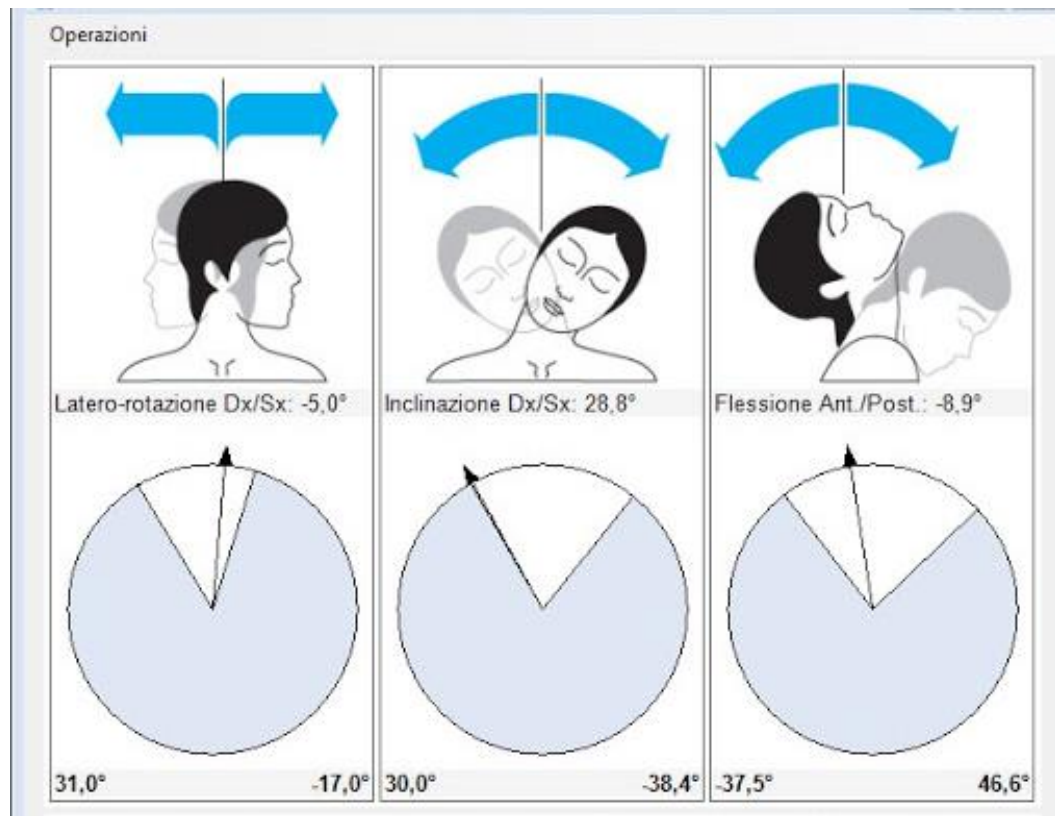 Operazioni
Latero-rotazione Dx/Sx: -5,0°
Inclinazione Dx/Sx: 28,8°
Flessione Ant./Post.: -8,9°
31,0°
-17,0°
30,0°
-38,4°
-37,5°
46,6°